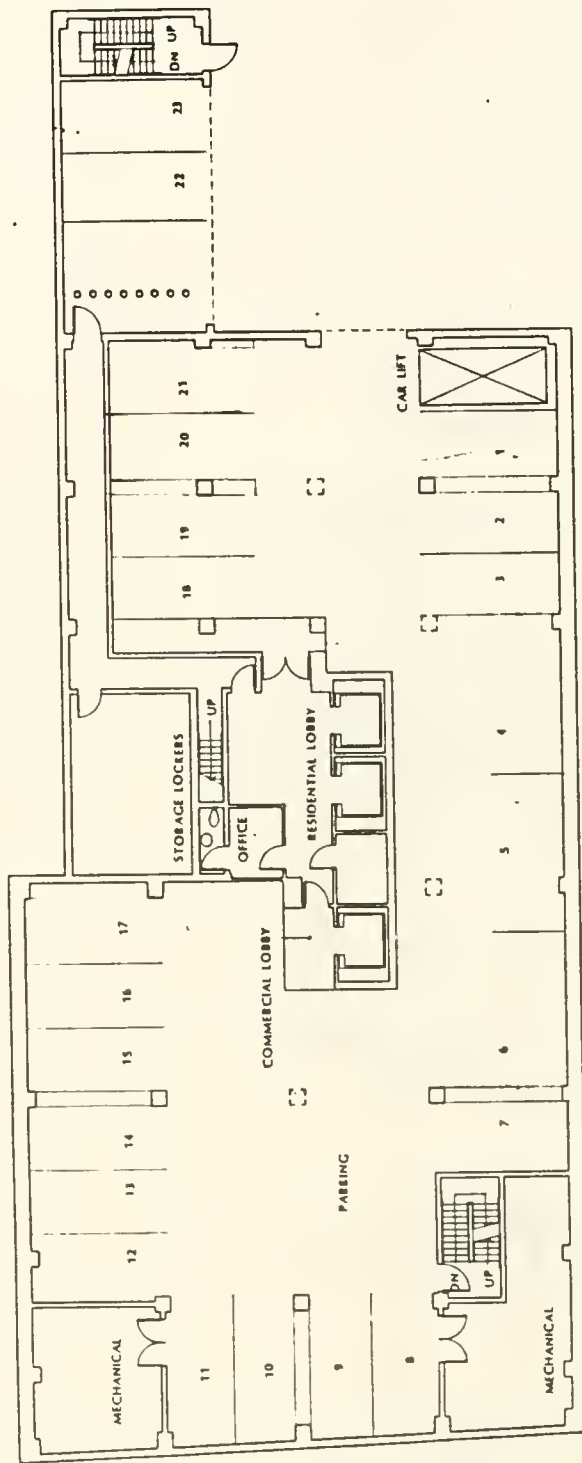 DN
UP
23
22
21
20
19
18
CAR LIFT
1
2
3
STORAGE LOCKERS
UP
OFFICE
RESIDENTIAL LOBBY
4
5
17
16
15
COMMERCIAL LOBBY
6
7
14
13
12
PARKING
DN
UP
11
10
9
8
MECHANICAL
MECHANICAL